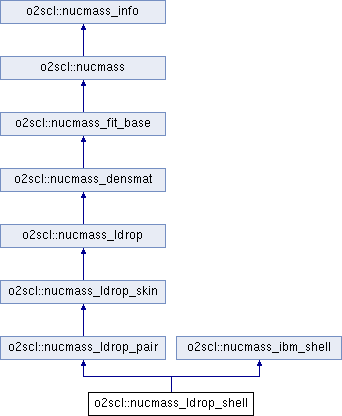 o2scl::nucmass_info
o2scl::nucmass
o2scl::nucmass_fit_base
o2scl::nucmass_densmat
o2scl::nucmass_ldrop
o2scl::nucmass_ldrop_skin
o2scl::nucmass_ldrop_pair
o2scl::nucmass_ibm_shell
o2scl::nucmass_ldrop_shell